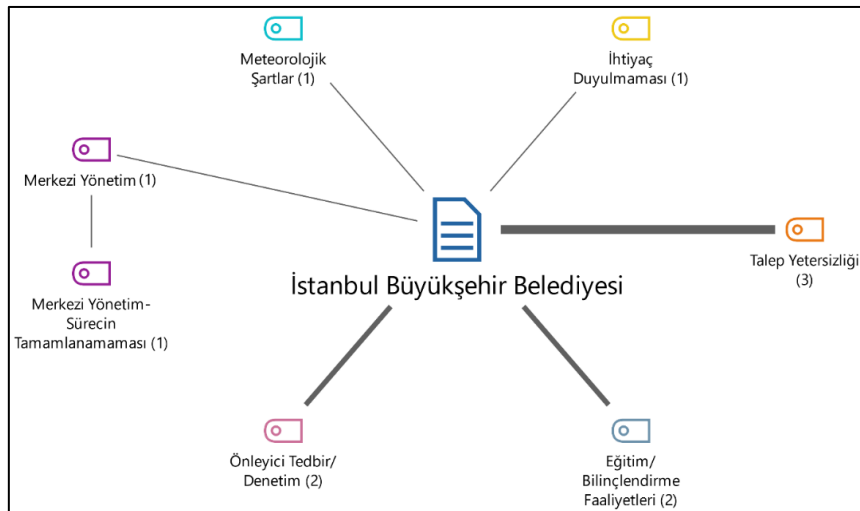 Meteorolojik
Şartlar (1)
İhtiyaç
Duyulmaması (1)
Merkezi Yönetim (1)
Talep Yetersizliği
(3)
İstanbul Büyükşehir Belediyesi
Merkezi Yönetim-
Sürecin
Tamamlanamaması (1)
Önleyici Tedbir/
Denetim (2)
Eğitim/
Bilinçlendirme
Faaliyetleri (2)